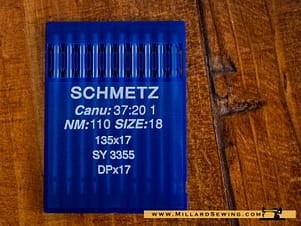 SCHMETZ
Canu: 37:20 1
NM:110 SIZE:18
135x17
SY 3355
DPx17
www.MillardSewing.com